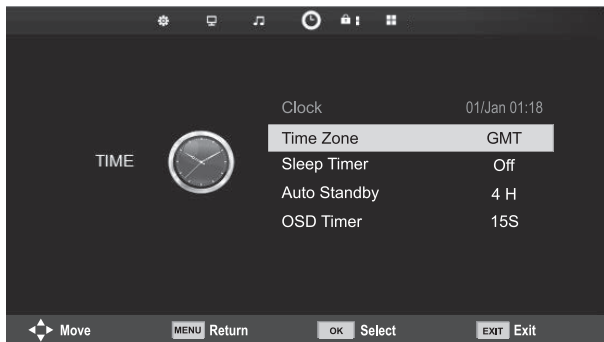 Clock 01/Jan 01:18
Time Zone GMT
TIME
Sleep Timer Off
Auto Standby 4 H
OSD Timer 15S
Move MENU Return OK Select EXIT Exit